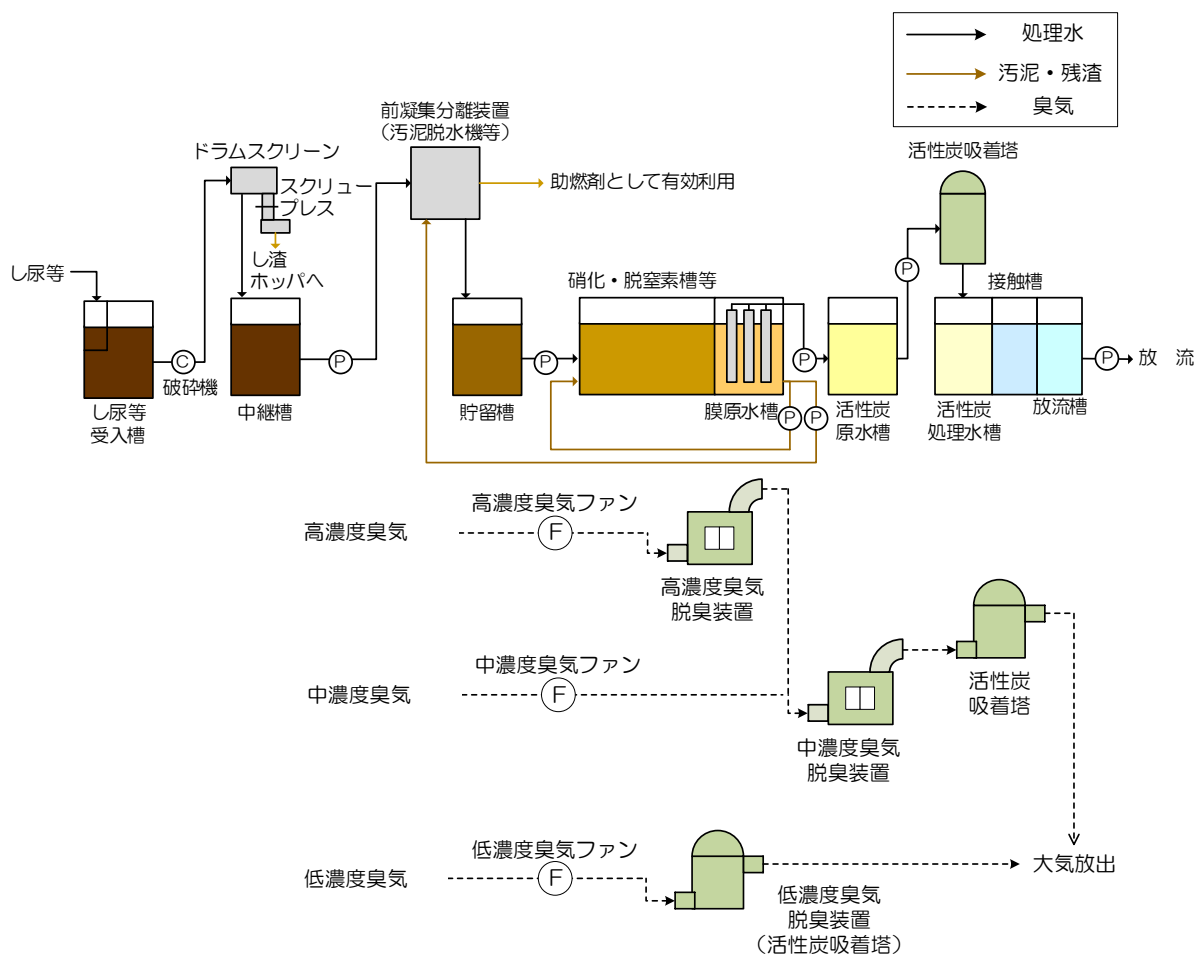 処理水
汚泥・残渣
臭気
前凝集分離装置
（汚泥脱水機等）
ドラムスクリーン
スクリュー
プレス
し渣
ホッパへ
助燃剤として有効利用
活性炭吸着塔
し尿等
硝化・脱窒素槽等
接触槽
C
破砕機
P
P
P
P
P
放　流
し尿等
受入槽
中継槽
貯留槽
膜原水槽
P
P
活性炭
原水槽
活性炭
処理水槽
放流槽
高濃度臭気ファン
高濃度臭気
F
高濃度臭気
脱臭装置
中濃度臭気ファン
中濃度臭気
F
活性炭
吸着塔
中濃度臭気
脱臭装置
低濃度臭気ファン
低濃度臭気
F
大気放出
低濃度臭気
脱臭装置
（活性炭吸着塔）